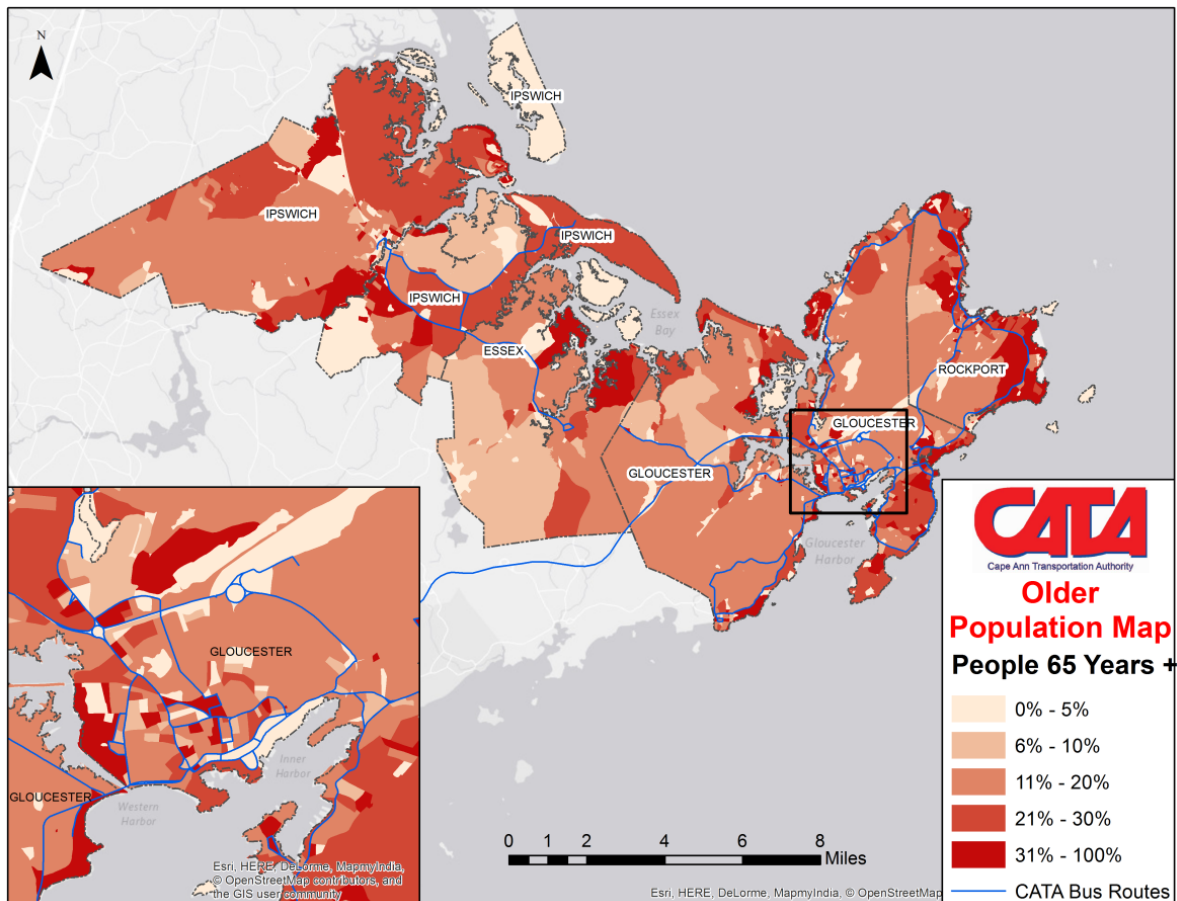 N
IPSWICH
IPSWICH
IPSWICH
IPSWICH
ESSEX
Essex
Bay
ROCKPORT
GLOUCESTER
GLOUCESTER
Gloucester
Harbor
GLOUCESTER
Inner
Harbor
GLOUCESTER
Western
Harbor
Esri, HERE, DeLorme, MapmyIndia,
© OpenStreetMap contributors, and
the GIS user community
0 1 2 4 6 8
Miles
Esri, HERE, DeLorme, MapmyIndia, © OpenStreetMap
CATA
Cape Ann Transportation Authority
Older
Population Map
People 65 Years +
0% - 5%
6% - 10%
11% - 20%
21% - 30%
31% - 100%
CATA Bus Routes